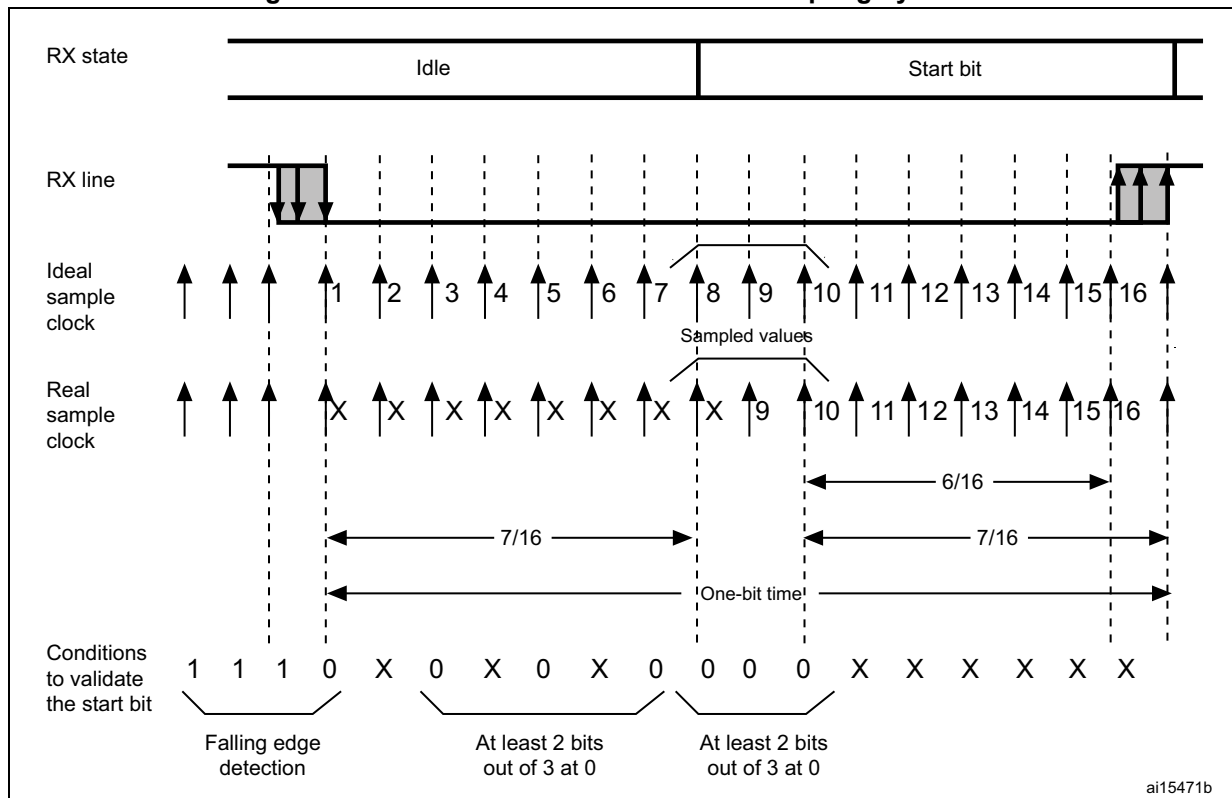 RX state
Idle
Start bit
RX line
Ideal
sample
clock
1 2 3 4 5 6 7 8 9 10 11 12 13 14 15 16
Sampled values
Real
sample
clock
X X X X X X X X 9 10 11 12 13 14 15 16
6/16
7/16
7/16
One-bit time
Conditions
to validate
the start bit
1 1 1 0 X 0 X 0 X 0 0 0 0 X X X X X X
Falling edge
detection
At least 2 bits
out of 3 at 0
At least 2 bits
out of 3 at 0
ai15471b